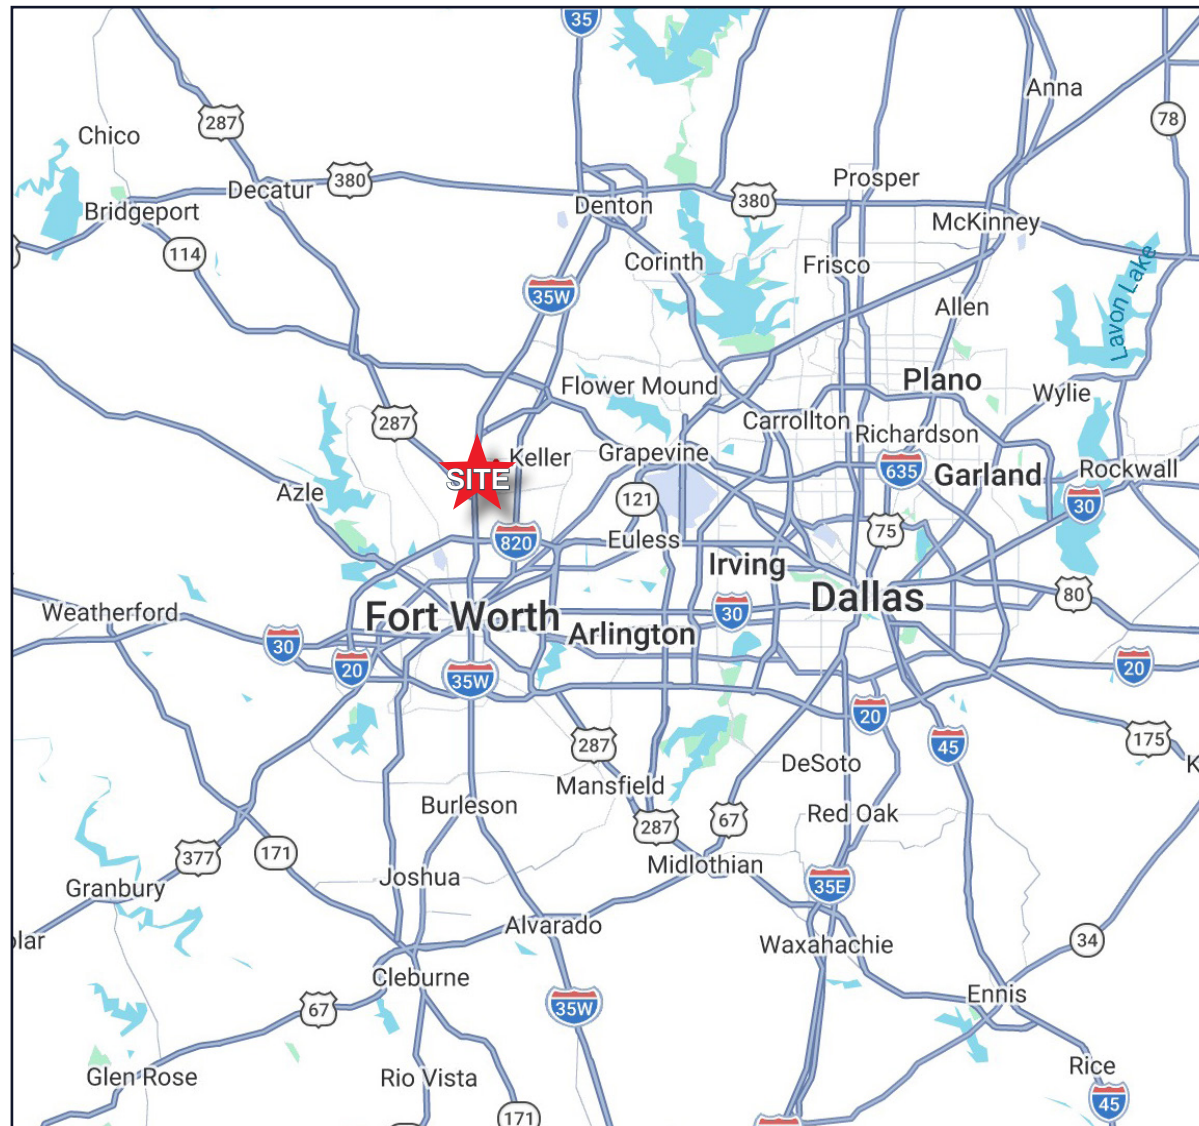 35
Anna
78
287
Chico
380
Decatur
Prosper
380
Denton
Bridgeport
McKinney
114
Corinth
Frisco
35W
Lavon Lake
Allen
Plano
Flower Mound
Wylie
287
Carrollton
Richardson
Keller
Grapevine
635
Garland
Rockwall
SITE
Azle
121
30
75
820
Euless
Irving
80
Dallas
Weatherford
Fort Worth
30
Arlington
30
20
20
35W
20
287
45
175
DeSoto
K
Mansfield
Burleson
67
Red Oak
287
171
377
Midlothian
Joshua
35E
Granbury
Alvarado
34
olar
Waxahachie
Cleburne
Ennis
35W
67
Rice
Glen Rose
Rio Vista
45
171